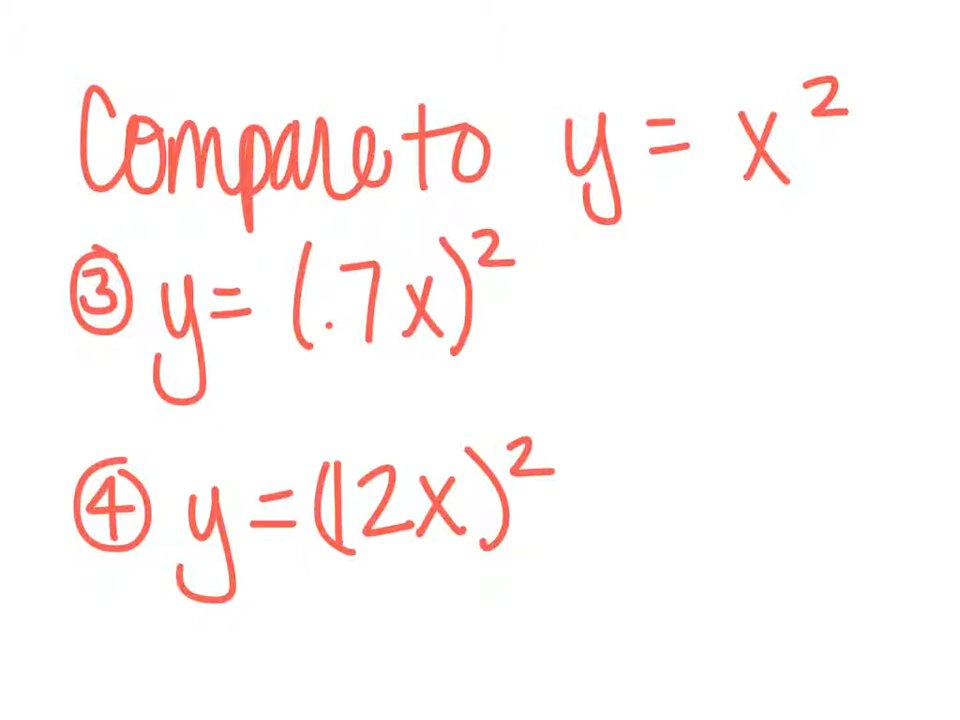 Compare to y = x²
③ y = (.7x)²
④ y = (12x)²